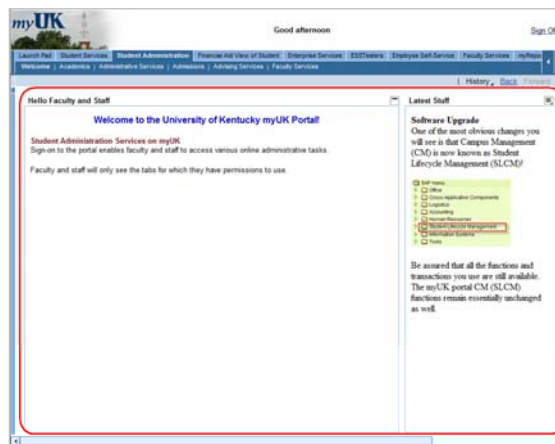 myUK
Good afternoon
Sign Of
Launch Pad Student Services Student Administration Financial Aid View of Student Enterprise Services ESSTesters Employee Self-Service Faculty Services myRepo
Welcome | Academics | Administrative Services | Admissions | Advising Services | Faculty Services
| History Back Forward
Hello Faculty and Staff
Welcome to the University of Kentucky myUK Portal!
Student Administration Services on myUK
Sign-on to the portal enables faculty and staff to access various online administrative tasks.
Faculty and staff will only see the tabs for which they have permissions to use.
Latest Stuff
Software Upgrade
One of the most obvious changes you
will see is that Campus Management
(CM) is now known as Student
Lifecycle Management (SLCM)!
SAP menu
Office
Cross-Application Components
Logistics
Accounting
Human Resources
Student Lifecycle Management
Information Systems
Tools
Be assured that all the functions and
transactions you use are still available.
The myUK portal CM (SLCM)
functions remain essentially unchanged
as well.